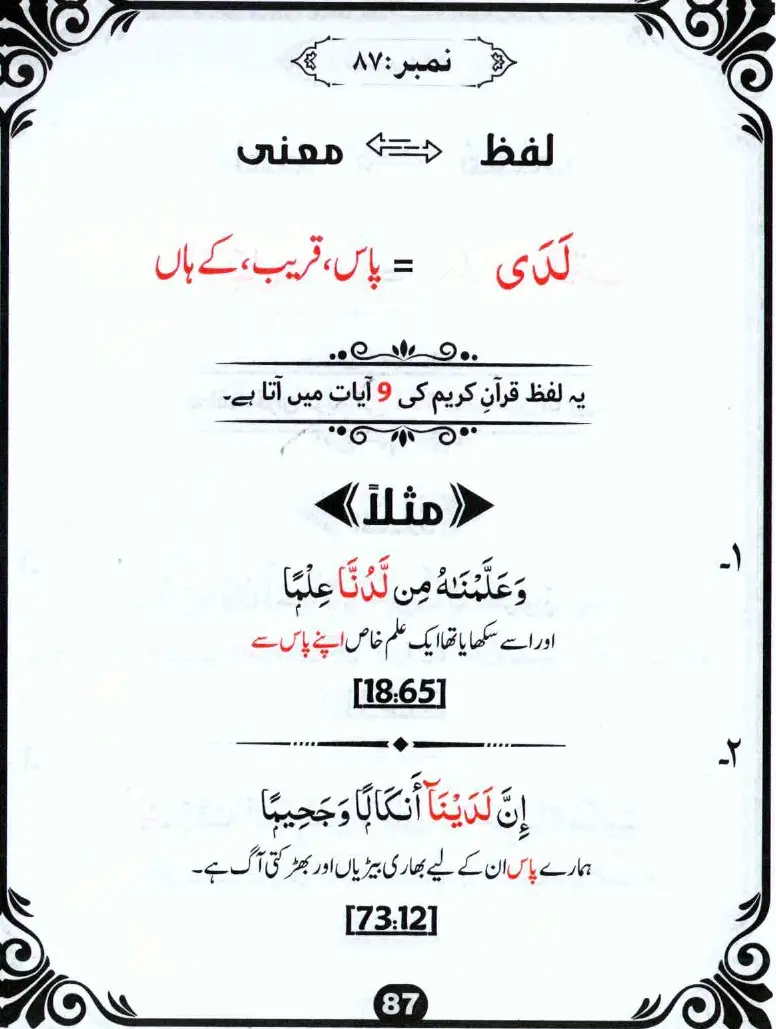 نمبر:۸۷
لفظ ⇐⇒ معنی
لَدَی = پاس، قریب، کے ہاں
یہ لفظ قرآنِ کریم کی 9 آیات میں آتا ہے۔
مثلاً
۱۔
وَعَلَّمْنَـٰهُ مِن لَّدُنَّا عِلْمًا
اور اسے سکھایا تھا ایک علم خاص اپنے پاس سے
[18:65]
۲۔
إِنَّ لَدَيْنَآ أَنكَالًا وَجَحِيمًا
ہمارے پاس ان کے لیے بھاری بیڑیاں اور بھڑکتی آگ ہے۔
[73:12]
87